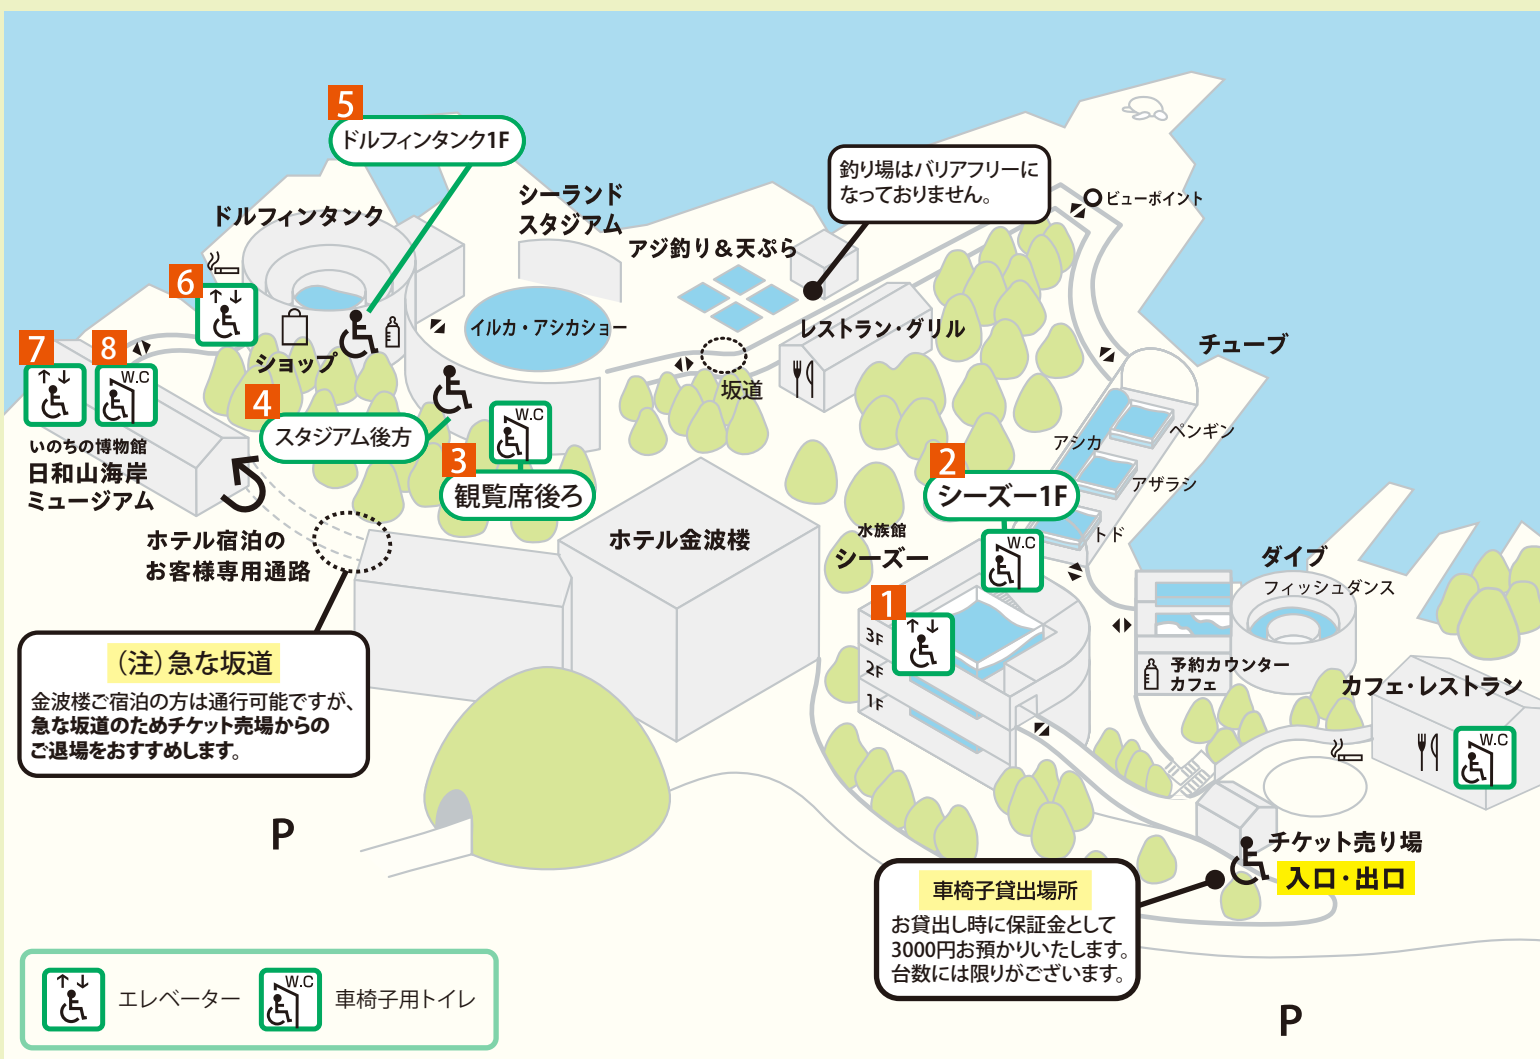 5
ドルフィンタンク1F
ドルフィンタンク
シーランド
スタジアム
アジ釣り＆天ぷら
釣り場はバリアフリーに
なっておりません。
ビューポイント
6
7
8
W.C
ショップ
イルカ・アシカショー
レストラン・グリル
坂道
チューブ
アシカ
ペンギン
アザラシ
トド
4
スタジアム後方
W.C
3
観覧席後ろ
2
シーズー1F
W.C
いのちの博物館
日和山海岸
ミュージアム
ホテル宿泊の
お客様専用通路
ホテル金波楼
水族館
シーズー
1
3F
2F
1F
ダイブ
フィッシュダンス
予約カウンター
カフェ
カフェ・レストラン
W.C
（注）急な坂道
金波楼ご宿泊の方は通行可能ですが、
急な坂道のためチケット売場からの
ご退場をおすすめします。
P
チケット売り場
入口・出口
車椅子貸出場所
お貸出し時に保証金として
3000円お預かりいたします。
台数には限りがございます。
P
エレベーター
W.C
車椅子用トイレ